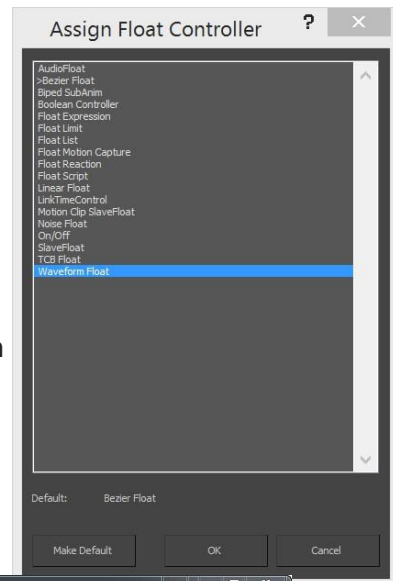 Assign Float Controller ?
AudioFloat
>Bezier Float
Biped SubAnim
Boolean Controller
Float Expression
Float Limit
Float List
Float Motion Capture
Float Reaction
Float Script
Linear Float
LinkTimeControl
Motion Clip SlaveFloat
Noise Float
On/Off
SlaveFloat
TCB Float
Waveform Float
Default: Bezier Float
Make Default OK Cancel